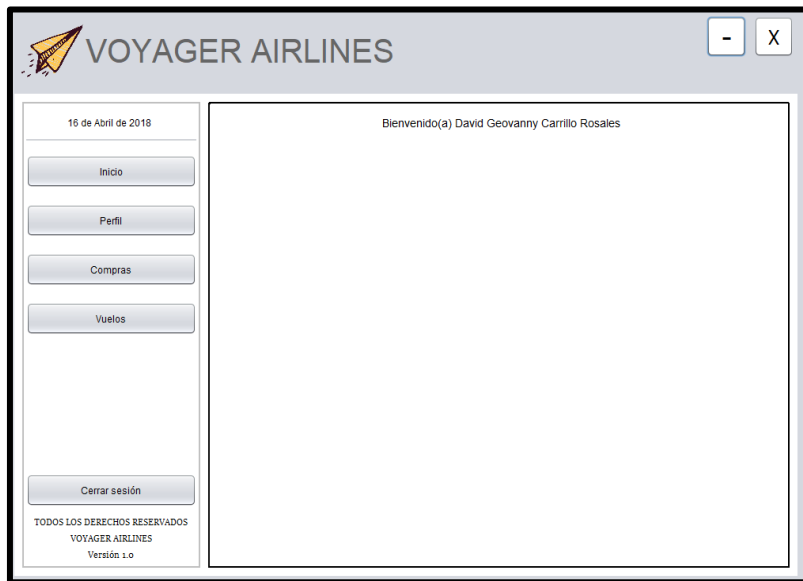 VOYAGER AIRLINES
-
X
16 de Abril de 2018
Inicio
Perfil
Compras
Vuelos
Cerrar sesión
TODOS LOS DERECHOS RESERVADOS
VOYAGER AIRLINES
Versión 1.0
Bienvenido(a) David Geovanny Carrillo Rosales